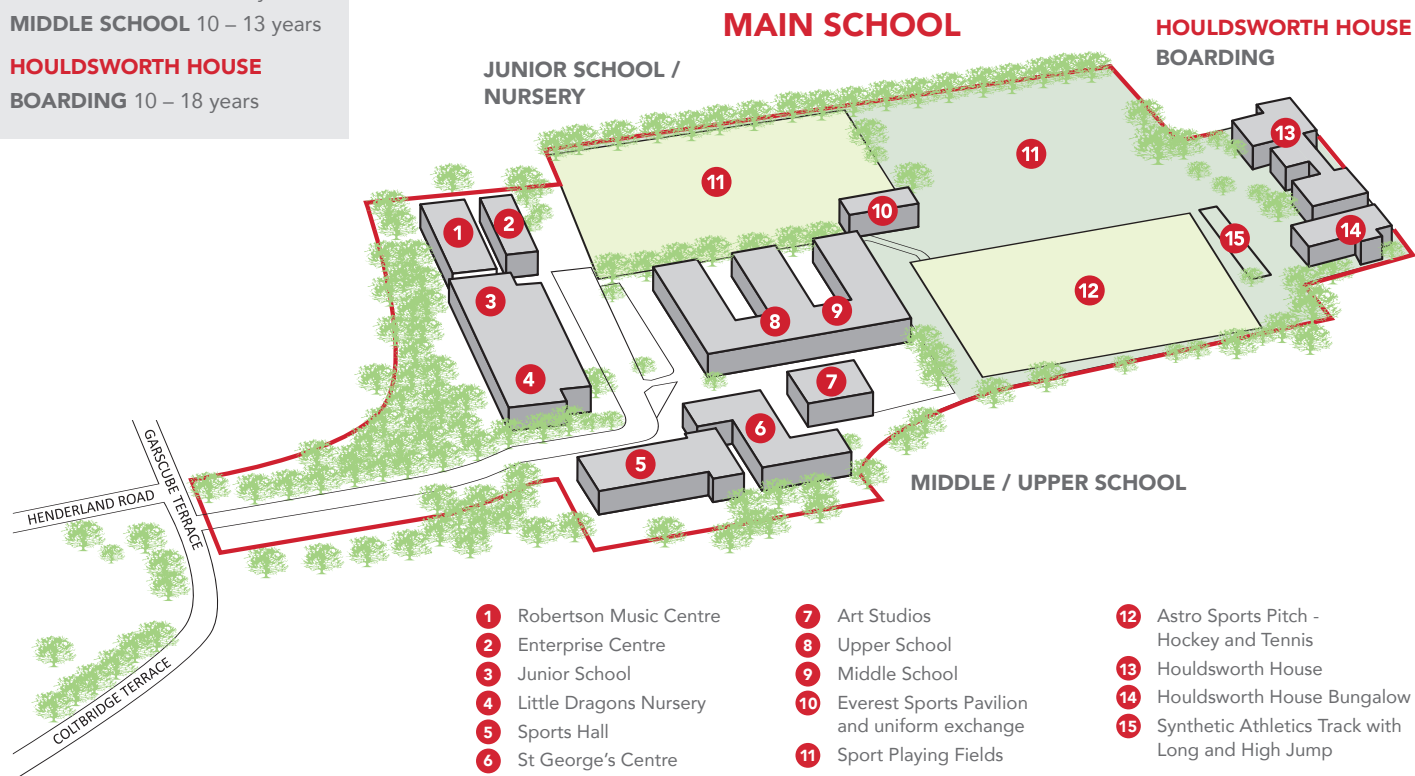 MIDDLE SCHOOL 10 – 13 years
HOULDSWORTH HOUSE
BOARDING 10 – 18 years
MAIN SCHOOL
HOULDSWORTH HOUSE
BOARDING
JUNIOR SCHOOL /
NURSERY
11
11
13
10
1
2
14
15
3
12
9
8
4
7
6
5
MIDDLE / UPPER SCHOOL
GARSCUBE TERRACE
HENDERLAND ROAD
COLTBRIDGE TERRACE
1 Robertson Music Centre
2 Enterprise Centre
3 Junior School
4 Little Dragons Nursery
5 Sports Hall
6 St George's Centre
7 Art Studios
8 Upper School
9 Middle School
10 Everest Sports Pavilion
and uniform exchange
11 Sport Playing Fields
12 Astro Sports Pitch -
Hockey and Tennis
13 Houldsworth House
14 Houldsworth House Bungalow
15 Synthetic Athletics Track with
Long and High Jump